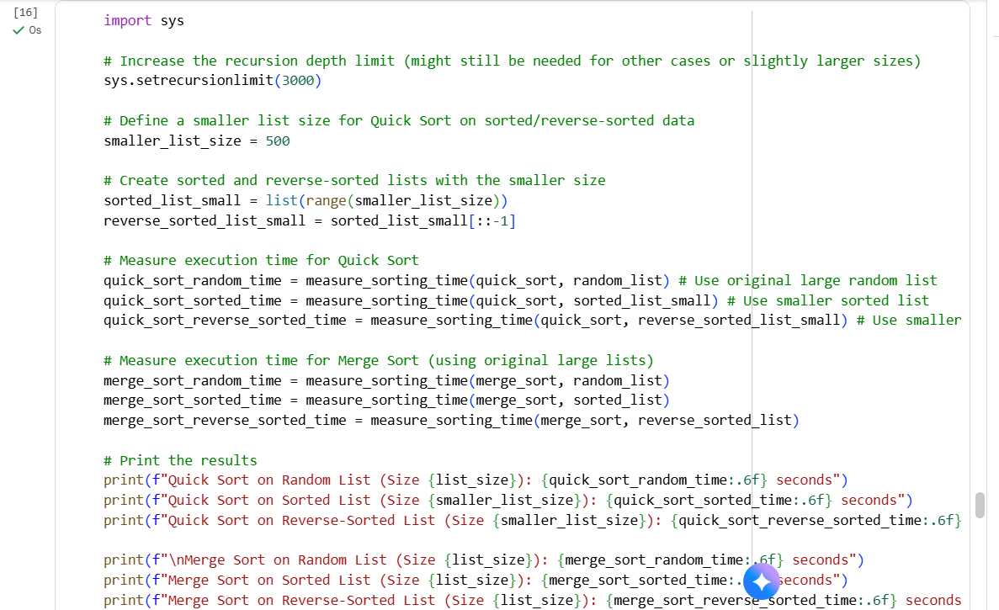 [16]
0s
import sys
# Increase the recursion depth limit (might still be needed for other cases or slightly larger sizes)
sys.setrecursionlimit(3000)
# Define a smaller list size for Quick Sort on sorted/reverse-sorted data
smaller_list_size = 500
# Create sorted and reverse-sorted lists with the smaller size
sorted_list_small = list(range(smaller_list_size))
reverse_sorted_list_small = sorted_list_small[::-1]
# Measure execution time for Quick Sort
quick_sort_random_time = measure_sorting_time(quick_sort, random_list) # Use original large random list
quick_sort_sorted_time = measure_sorting_time(quick_sort, sorted_list_small) # Use smaller sorted list
quick_sort_reverse_sorted_time = measure_sorting_time(quick_sort, reverse_sorted_list_small) # Use smaller
# Measure execution time for Merge Sort (using original large lists)
merge_sort_random_time = measure_sorting_time(merge_sort, random_list)
merge_sort_sorted_time = measure_sorting_time(merge_sort, sorted_list)
merge_sort_reverse_sorted_time = measure_sorting_time(merge_sort, reverse_sorted_list)
# Print the results
print(f"Quick Sort on Random List (Size {list_size}): {quick_sort_random_time:.6f} seconds")
print(f"Quick Sort on Sorted List (Size {smaller_list_size}): {quick_sort_sorted_time:.6f} seconds")
print(f"Quick Sort on Reverse-Sorted List (Size {smaller_list_size}): {quick_sort_reverse_sorted_time:.6f}
print(f"\nMerge Sort on Random List (Size {list_size}): {merge_sort_random_time:.6f} seconds")
print(f"Merge Sort on Sorted List (Size {list_size}): {merge_sort_sorted_time:. seconds")
print(f"Merge Sort on Reverse-Sorted List (Size {list_size}): {merge_sort_reverse_sorted_time:.6f} seconds